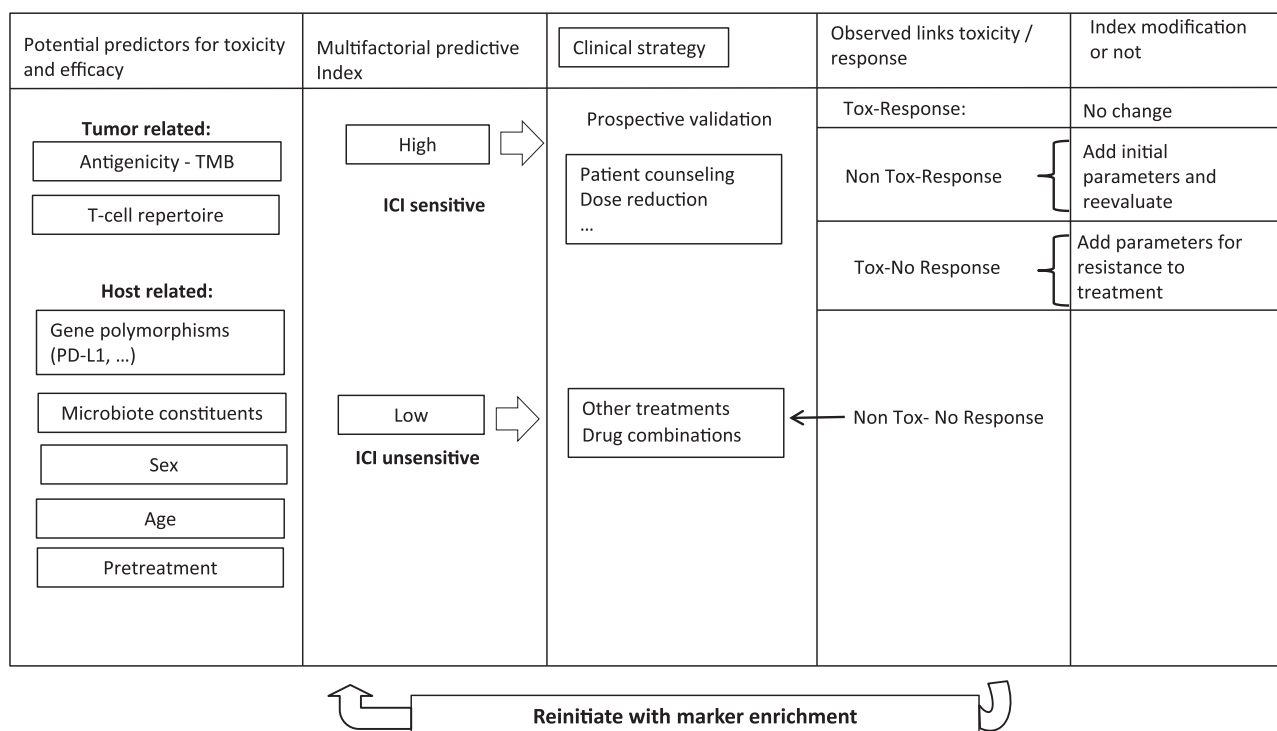 Potential predictors for toxicity
and efficacy
Multifactorial predictive
Index
Clinical strategy
Observed links toxicity /
response
Index modification
or not
Tumor related:
Antigenicity - TMB
T-cell repertoire
Host related:
Gene polymorphisms
(PD-L1, ...)
Microbiote constituents
Sex
Age
Pretreatment
High
ICI sensitive
Low
ICI unsensitive
Prospective validation
Patient counseling
Dose reduction
...
Other treatments
Drug combinations
Tox-Response:
No change
Non Tox-Response
Add initial
parameters and
reevaluate
Tox-No Response
Add parameters for
resistance to
treatment
Non Tox- No Response
Reinitiate with marker enrichment